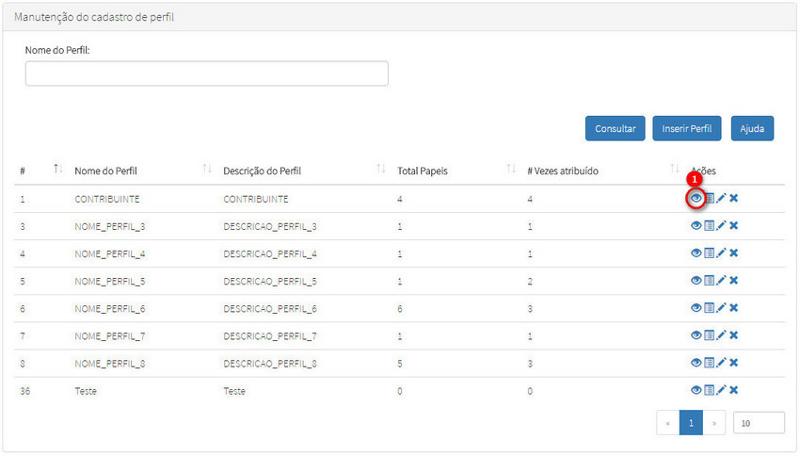 Manutenção do cadastro de perfil
Nome do Perfil:
Consultar Inserir Perfil Ajuda
1
# Nome do Perfil Descrição do Perfil Total Papeis # Vezes atribuído Ações
1 CONTRIBUINTE CONTRIBUINTE 4 4
3 NOME_PERFIL_3 DESCRICAO_PERFIL_3 1 1
4 NOME_PERFIL_4 DESCRICAO_PERFIL_4 1 1
5 NOME_PERFIL_5 DESCRICAO_PERFIL_5 1 2
6 NOME_PERFIL_6 DESCRICAO_PERFIL_6 6 3
7 NOME_PERFIL_7 DESCRICAO_PERFIL_7 1 1
8 NOME_PERFIL_8 DESCRICAO_PERFIL_8 5 3
36 Teste Teste 0 0
« 1 » 10